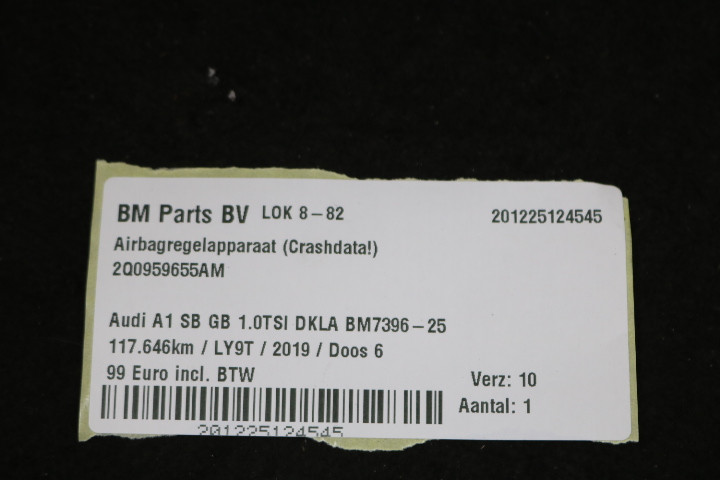 BM Parts BV LOK 8-82 201225124545
Airbagregelapparaat (Crashdata!)
2Q0959655AM
Audi A1 SB GB 1.0TSI DKLA BM7396-25
117.646km / LY9T / 2019 / Doos 6
99 Euro incl. BTW Verz: 10
Aantal: 1
201225124545